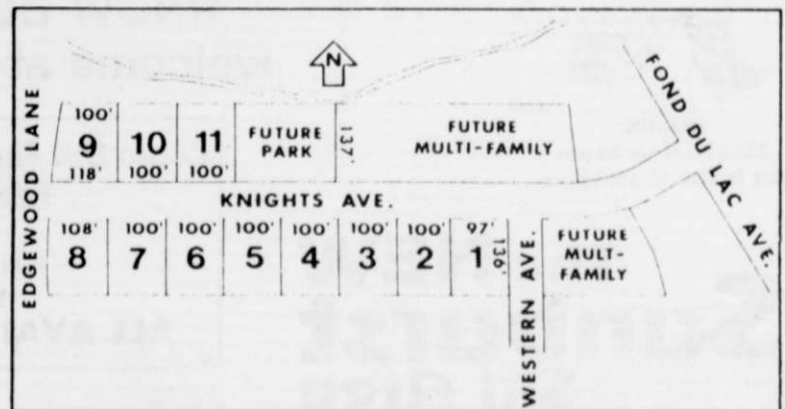 N
FOND DU LAC AVE.
EDGEWOOD LANE
100'
9
118'
10
100'
11
100'
FUTURE
PARK
137'
FUTURE
MULTI-FAMILY
KNIGHTS AVE.
108' 100' 100' 100' 100' 100' 100' 97'
8 7 6 5 4 3 2 1
136'
WESTERN AVE.
FUTURE
MULT-
FAMILY